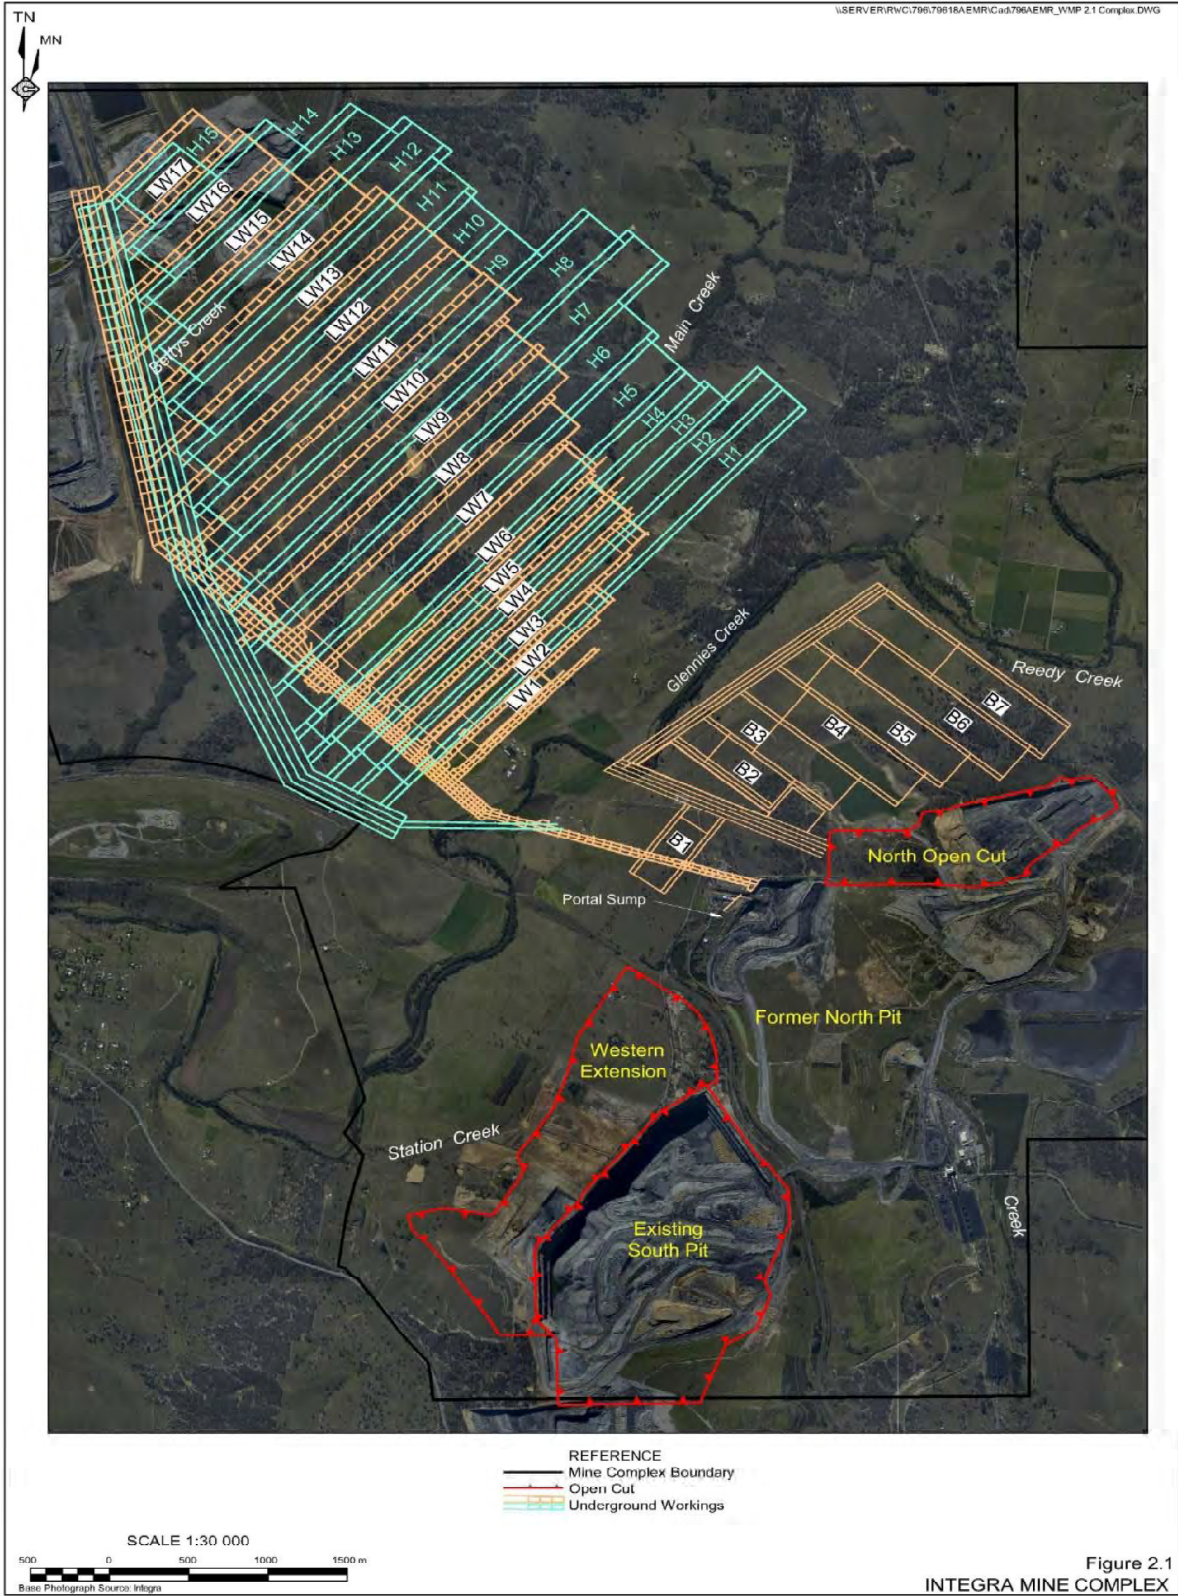 \\SERVER\RWC\796\79618AEMR\Cad\796AEMR_WMP 2.1 Complex.DWG
TN
MN
H15
H14
H13
H12
H11
H10
H9
H8
H7
H6
H5
H4
H3
H2
H1
LW17
LW16
LW15
LW14
LW13
LW12
LW11
LW10
LW9
LW8
LW7
LW6
LW5
LW4
LW3
LW2
LW1
Bettys Creek
Main Creek
Glennies Creek
Reedy Creek
B7
B6
B5
B4
B3
B2
B1
North Open Cut
Portal Sump
Former North Pit
Western
Extension
Station Creek
Existing
South Pit
Creek
REFERENCE
Mine Complex Boundary
Open Cut
Underground Workings
SCALE 1:30 000
500 0 500 1000 1500 m
Base Photograph Source: Integra
Figure 2.1
INTEGRA MINE COMPLEX